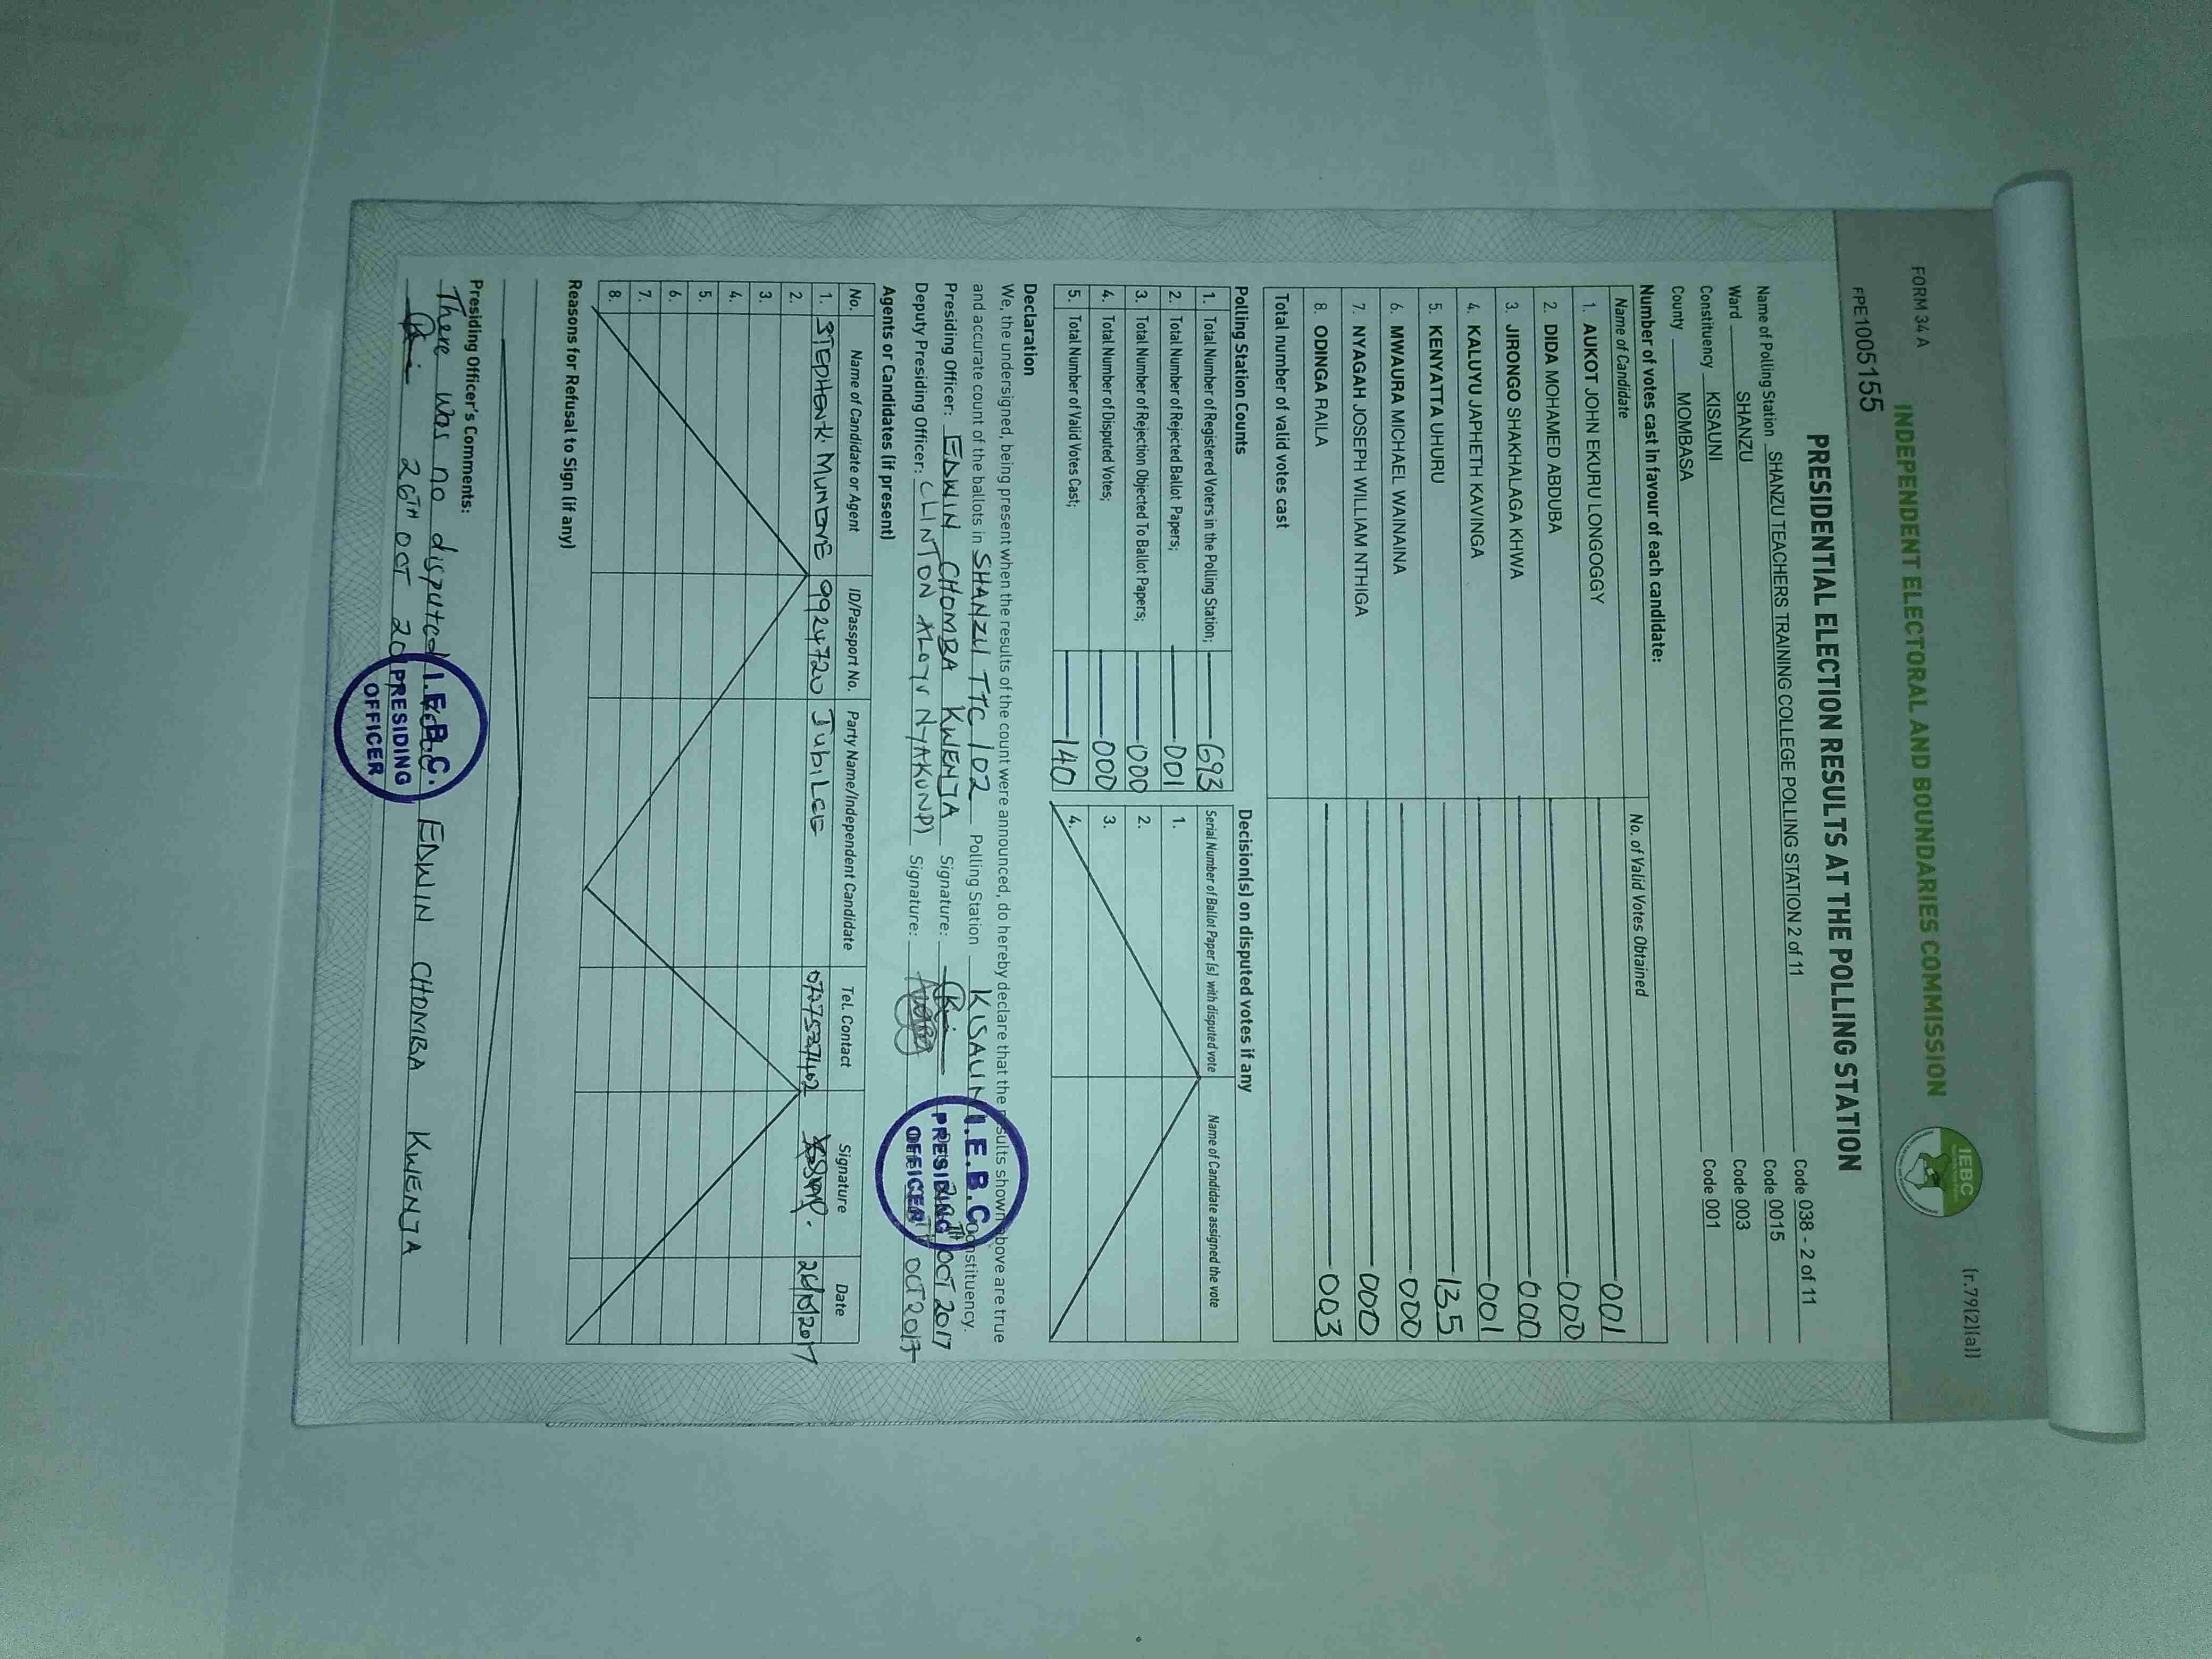 FORM 34 A
(r.79(2)(a))
INDEPENDENT ELECTORAL AND BOUNDARIES COMMISSION
IEBC
FPE1005155
PRESIDENTIAL ELECTION RESULTS AT THE POLLING STATION
Name of Polling Station SHANZU TEACHERS TRAINING COLLEGE POLLING STATION 2 of 11 Code 038 - 2 of 11
Ward SHANZU Code 0015
Constituency KISAUNI Code 003
County MOMBASA Code 001
Number of votes cast in favour of each candidate:
Name of Candidate No. of Valid Votes Obtained
1. AUKOT JOHN EKURU LONGOGGY 001
2. DIDA MOHAMED ABDUBA 000
3. JIRONGO SHAKHALAGA KHWA 000
4. KALUYU JAPHETH KAVINGA 001
5. KENYATTA UHURU 135
6. MWAURA MICHAEL WAINAINA 000
7. NYAGAH JOSEPH WILLIAM NTHIGA 000
8. ODINGA RAILA 003
Total number of valid votes cast
Polling Station Counts
1. Total Number of Registered Voters in the Polling Station; 693
2. Total Number of Rejected Ballot Papers; 001
3. Total Number of Rejection Objected To Ballot Papers; 000
4. Total Number of Disputed Votes; 000
5. Total Number of Valid Votes Cast; 140
Decision(s) on disputed votes if any
Serial Number of Ballot Paper (s) with disputed vote Name of Candidate assigned the vote
1.
2.
3.
4.
Declaration
We, the undersigned, being present when the results of the count were announced, do hereby declare that the results shown above are true
and accurate count of the ballots in SHANZU TTC 102 Polling Station KISAUNI Constituency.
Presiding Officer: EDWIN CHOMBA KWENJA Signature: OCT 2017
Deputy Presiding Officer: CLINTON NYAKUNDI Signature: OCT 2017
I.E.B.C.
PRESIDING
OFFICER
Agents or Candidates (if present)
No. Name of Candidate or Agent ID/Passport No. Party Name/Independent Candidate Tel. Contact Signature Date
1. STEPHEN K MUNENE 9924720 Jubilee 26/10/2017
2.
3.
4.
5.
6.
7.
8.
Reasons for Refusal to Sign (if any)
Presiding Officer's Comments:
There was no disputed EDWIN CHOMBA KWENJA
26TH OCT 20
I.E.B.C.
PRESIDING
OFFICER